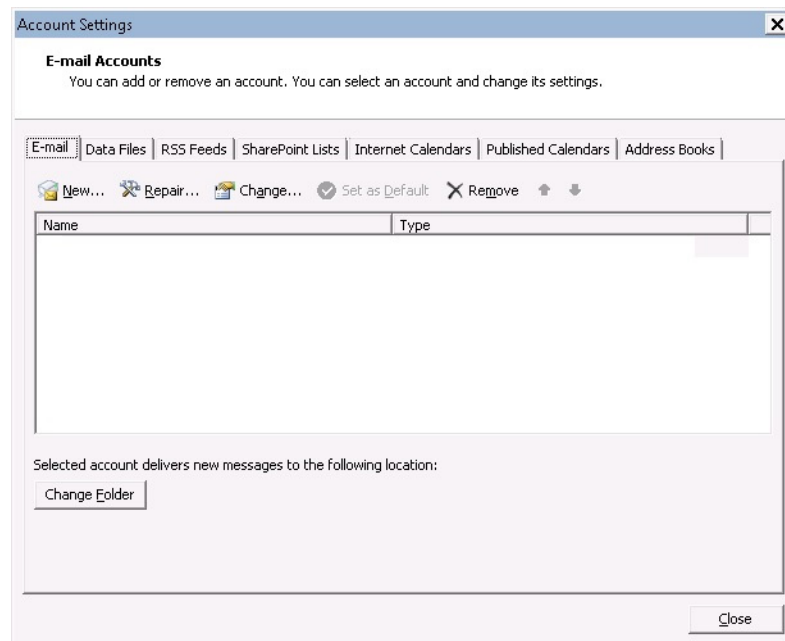 Account Settings
E-mail Accounts
You can add or remove an account. You can select an account and change its settings.
E-mail Data Files RSS Feeds SharePoint Lists Internet Calendars Published Calendars Address Books
New... Repair... Change... Set as Default Remove
Name Type
Selected account delivers new messages to the following location:
Change Folder
Close